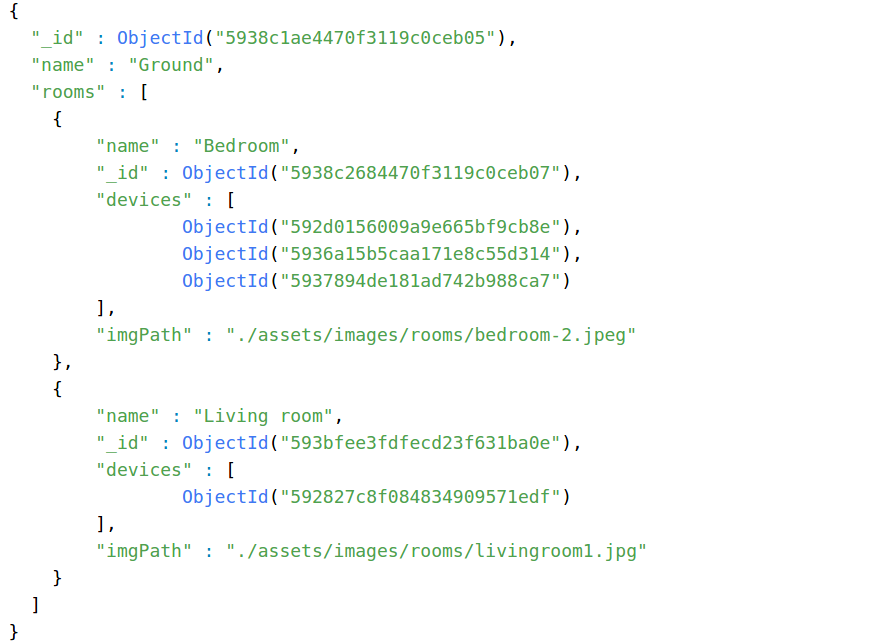 {
  "_id" : ObjectId("5938c1ae4470f3119c0ceb05"),
  "name" : "Ground",
  "rooms" : [
    {
        "name" : "Bedroom",
        "_id" : ObjectId("5938c2684470f3119c0ceb07"),
        "devices" : [
                ObjectId("592d0156009a9e665bf9cb8e"),
                ObjectId("5936a15b5caa171e8c55d314"),
                ObjectId("5937894de181ad742b988ca7")
        ],
        "imgPath" : "./assets/images/rooms/bedroom-2.jpeg"
    },
    {
        "name" : "Living room",
        "_id" : ObjectId("593bfee3fdfecd23f631ba0e"),
        "devices" : [
                ObjectId("592827c8f084834909571edf")
        ],
        "imgPath" : "./assets/images/rooms/livingroom1.jpg"
    }
  ]
}